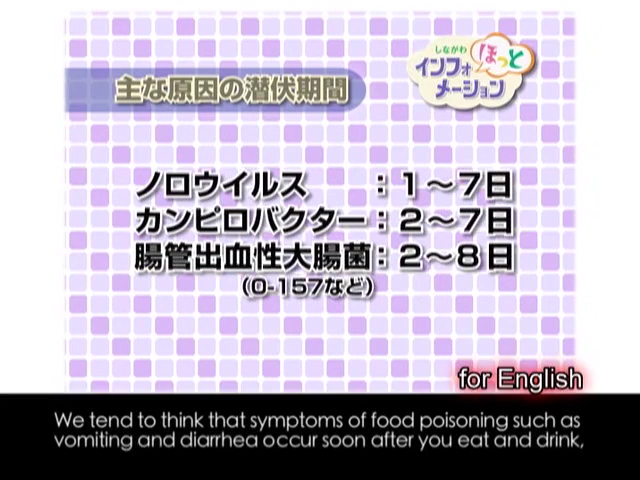 しながわ
ほっと
インフォ
メーション
主な原因の潜伏期間
ノロウイルス　　：１～７日
カンピロバクター：２～７日
腸管出血性大腸菌：２～８日
（O-157など）
for English
We tend to think that symptoms of food poisoning such as
vomiting and diarrhea occur soon after you eat and drink,